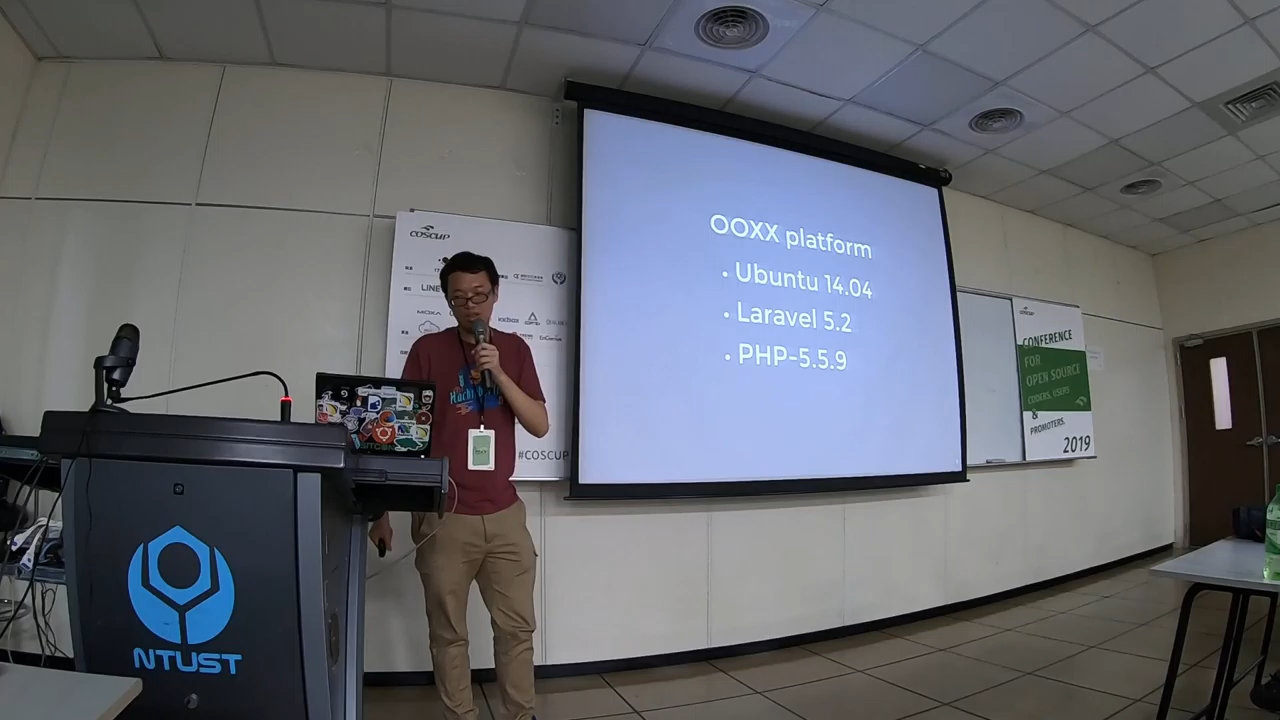 OOXX platform
• Ubuntu 14.04
• Laravel 5.2
• PHP-5.5.9
COSCUP
LINE
MOXA
#COSCUP
NTUST
CONFERENCE
FOR
OPEN SOURCE
CODERS, USERS
&
PROMOTERS.
2019